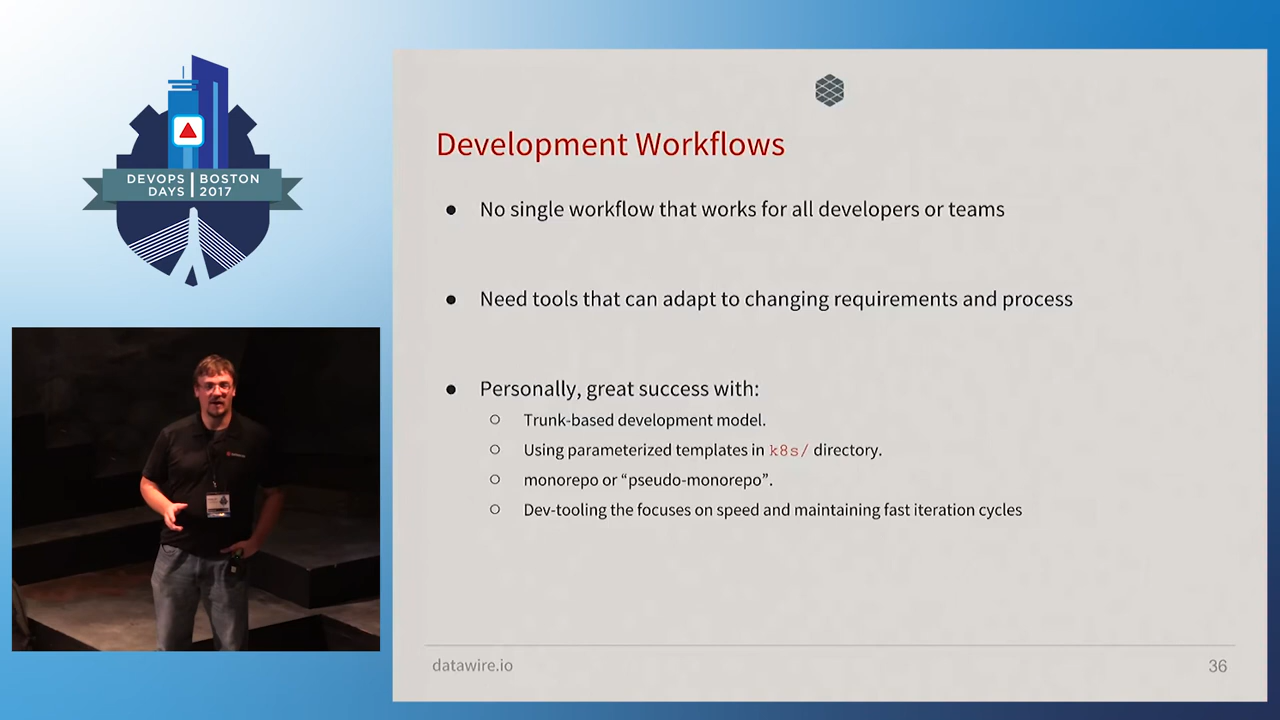 DEVOPS DAYS
BOSTON 2017
Development Workflows
● No single workflow that works for all developers or teams
● Need tools that can adapt to changing requirements and process
● Personally, great success with:
○ Trunk-based development model.
○ Using parameterized templates in k8s/ directory.
○ monorepo or “pseudo-monorepo”.
○ Dev-tooling the focuses on speed and maintaining fast iteration cycles
datawire.io
36